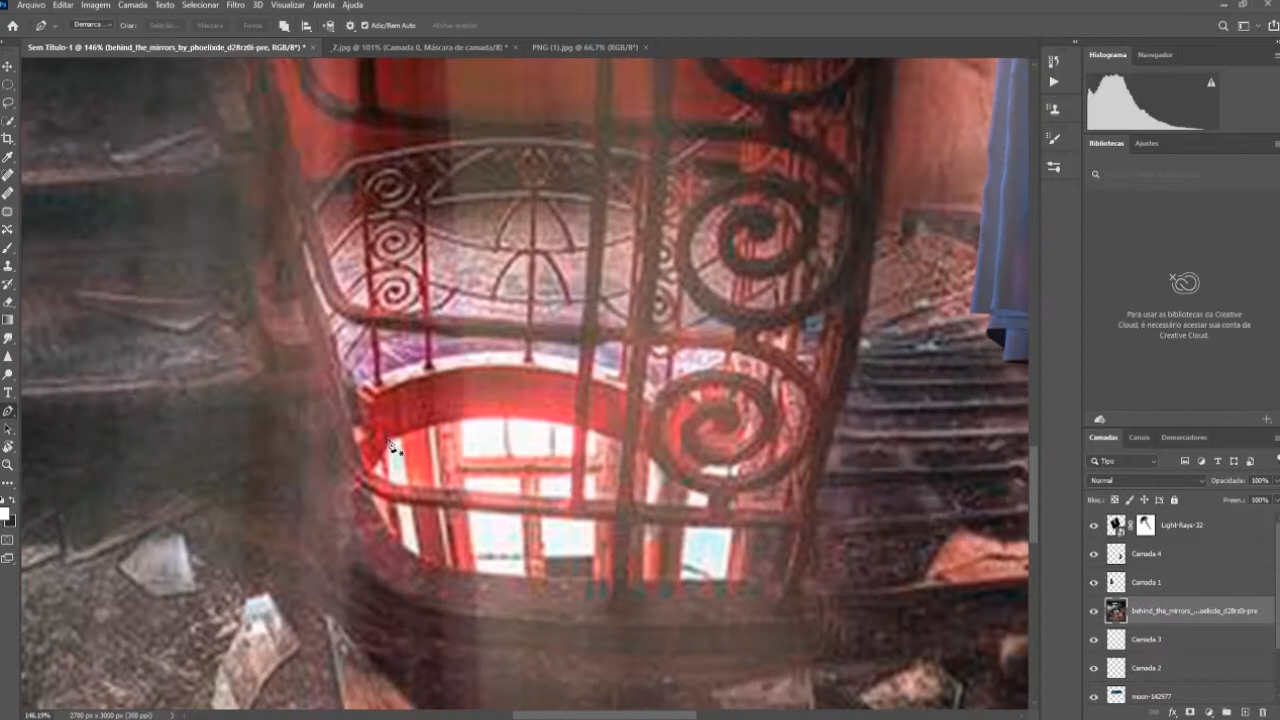 Arquivo Editar Imagem Camada Texto Selecionar Filtro 3D Visualizar Janela Ajuda
Demarca... Criar: Seleção... Máscara Forma Adic/Rem Auto Alinhar arestas
Sem Título-1 @ 146% (behind_the_mirrors_by_phoelixde_d28rz0i-pre, RGB/8*) * × _Z.jpg @ 101% (Camada 0, Máscara de camada/8) * × PNG (1).jpg @ 66,7% (RGB/8*) ×
Histograma Navegador
Bibliotecas Ajustes
Para usar as bibliotecas da Creative
Cloud, é necessário acessar sua conta da
Creative Cloud.
Camadas Canais Demarcadores
Tipo
Normal Opacidade: 100%
Bloq.: Preen.: 100%
Light-Rays-32
Camada 4
Camada 1
behind_the_mirrors_...oelixde_d28rz0i-pre
Camada 3
Camada 2
moon-142977
146,19% 2700 px x 3000 px (300 ppi)